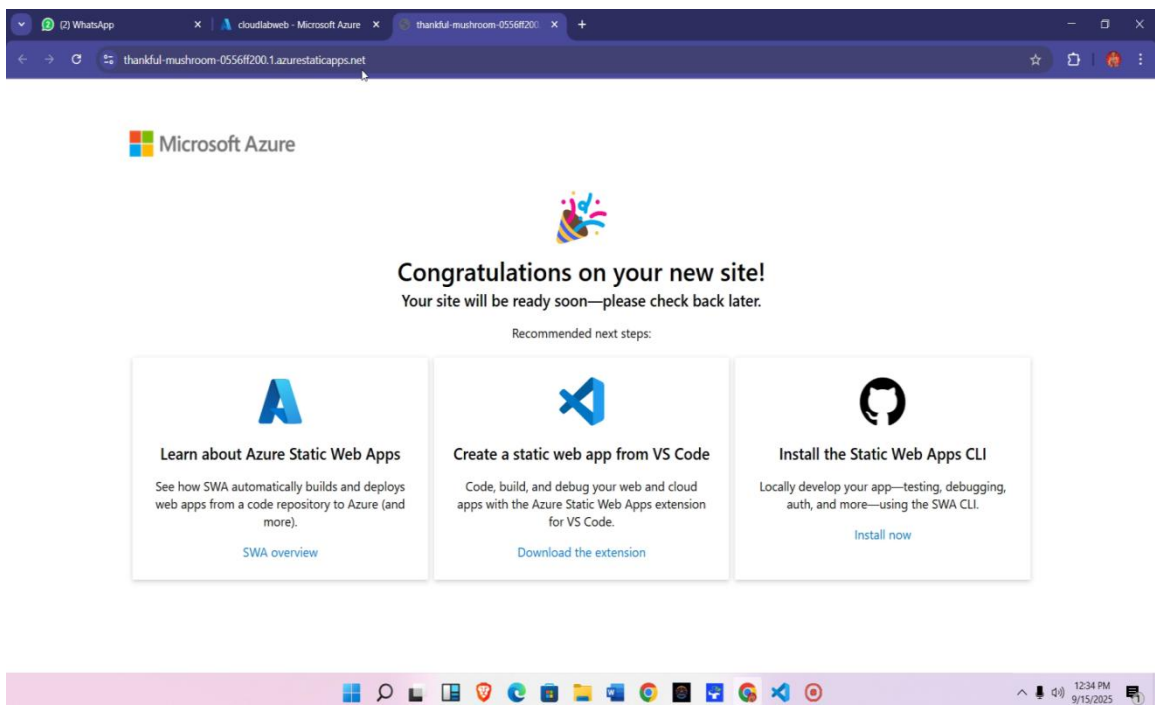 (2) WhatsApp
cloudlabweb - Microsoft Azure
thankful-mushroom-0556ff200
thankful-mushroom-0556ff200.1.azurestaticapps.net
Microsoft Azure
Congratulations on your new site!
Your site will be ready soon—please check back later.
Recommended next steps:
Learn about Azure Static Web Apps
See how SWA automatically builds and deploys
web apps from a code repository to Azure (and
more).
SWA overview
Create a static web app from VS Code
Code, build, and debug your web and cloud
apps with the Azure Static Web Apps extension
for VS Code.
Download the extension
Install the Static Web Apps CLI
Locally develop your app—testing, debugging,
auth, and more—using the SWA CLI.
Install now
12:34 PM
9/15/2025